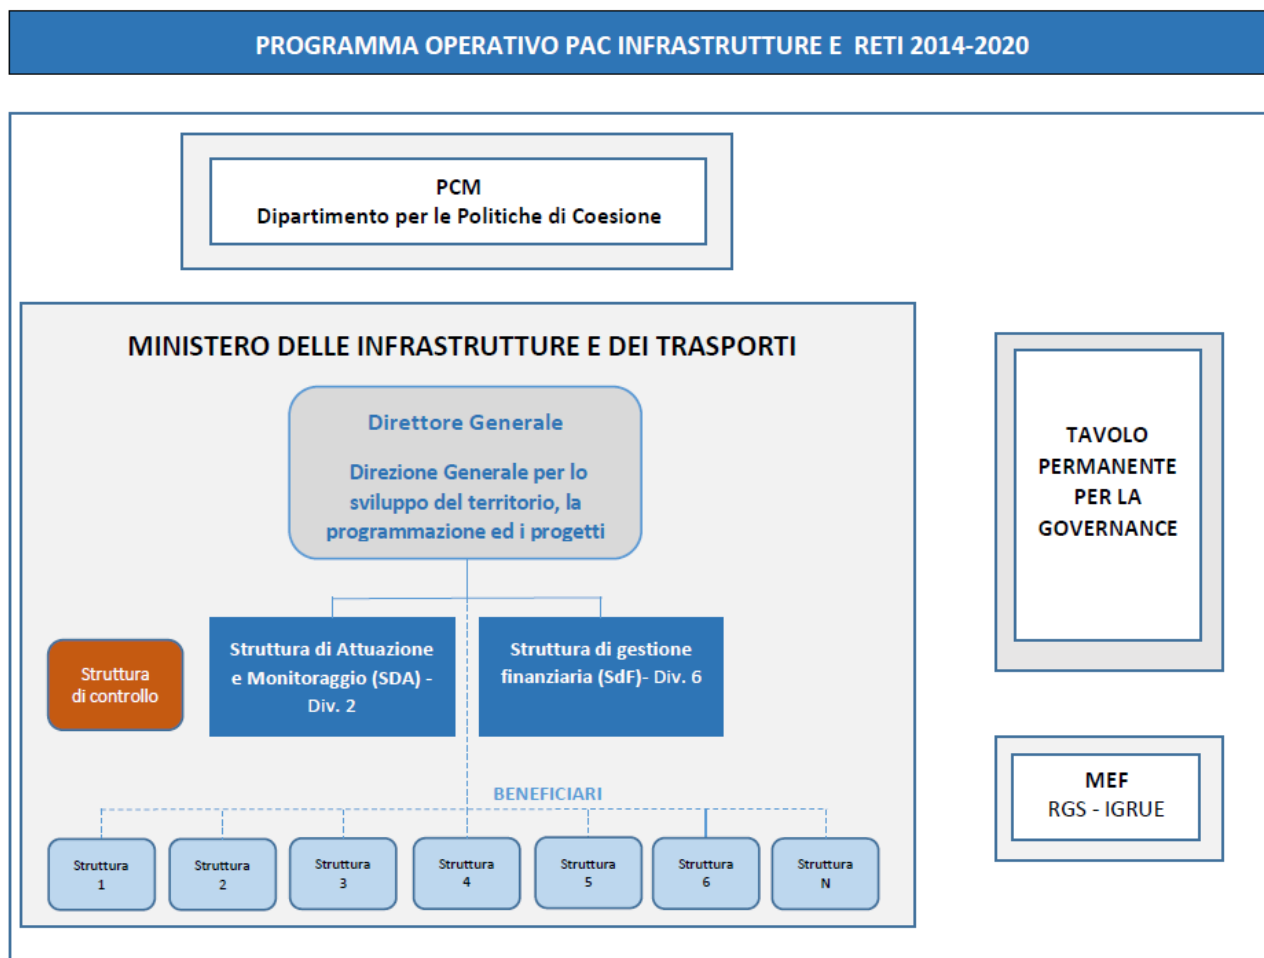 PROGRAMMA OPERATIVO PAC INFRASTRUTTURE E RETI 2014-2020
PCM
Dipartimento per le Politiche di Coesione
MINISTERO DELLE INFRASTRUTTURE E DEI TRASPORTI
Direttore Generale
Direzione Generale per lo
sviluppo del territorio, la
programmazione ed i progetti
TAVOLO
PERMANENTE
PER LA
GOVERNANCE
Struttura
di controllo
Struttura di Attuazione
e Monitoraggio (SDA) -
Div. 2
Struttura di gestione
finanziaria (SdF)- Div. 6
MEF
RGS - IGRUE
BENEFICIARI
Struttura
1
Struttura
2
Struttura
3
Struttura
4
Struttura
5
Struttura
6
Struttura
N